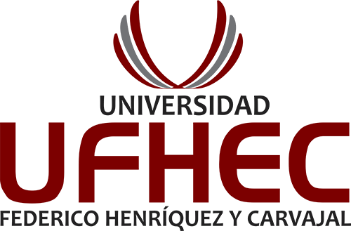 UNIVERSIDAD
UFHEC
FEDERICO HENRÍQUEZ Y CARVAJAL